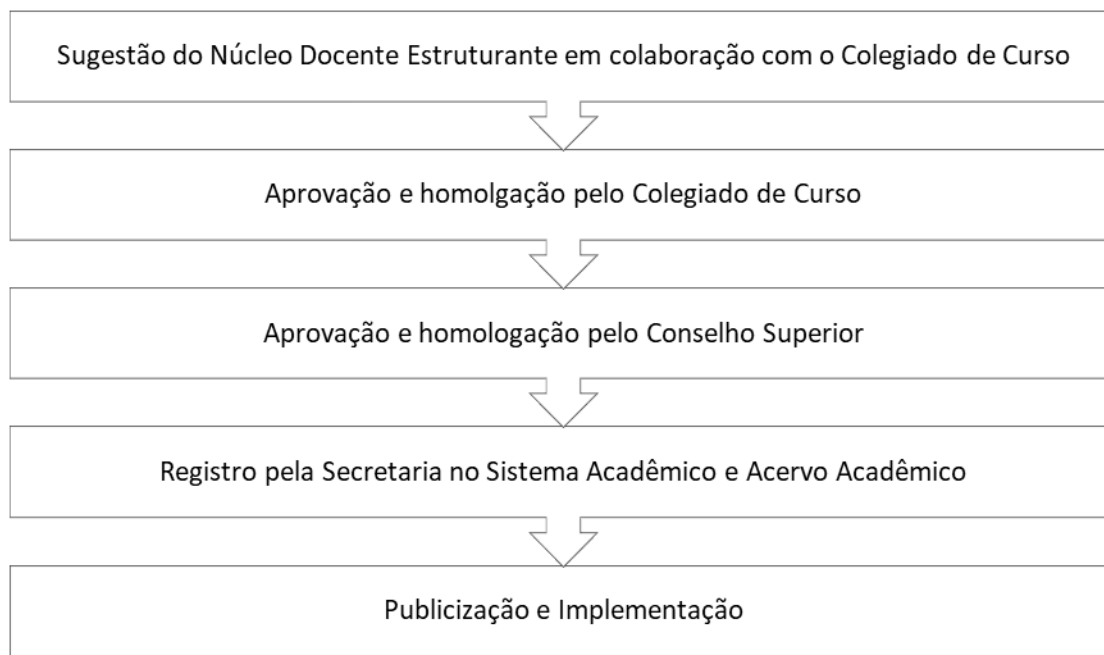 Sugestão do Núcleo Docente Estruturante em colaboração com o Colegiado de Curso
Aprovação e homolgação pelo Colegiado de Curso
Aprovação e homologação pelo Conselho Superior
Registro pela Secretaria no Sistema Acadêmico e Acervo Acadêmico
Publicização e Implementação